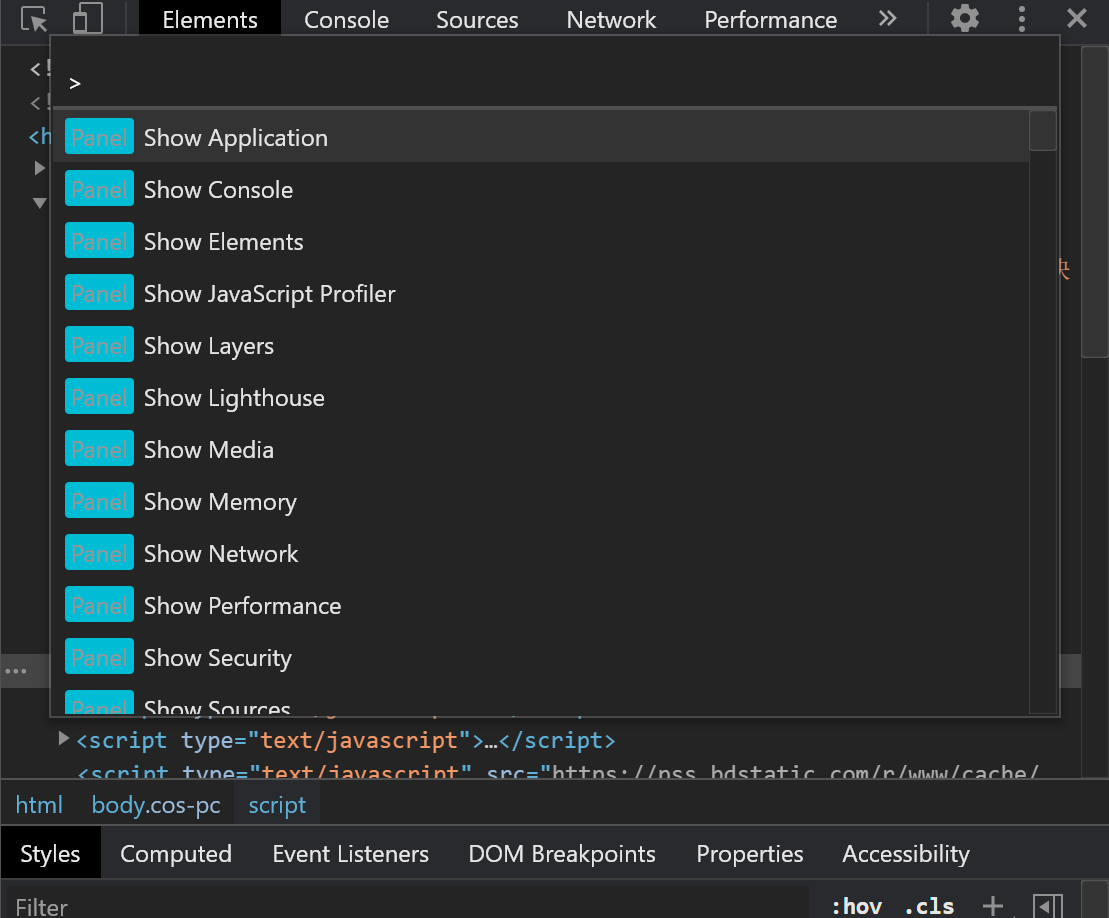 Elements Console Sources Network Performance
<!
>
<!
Panel Show Application
<h
Panel Show Console
Panel Show Elements
Panel Show JavaScript Profiler
Panel Show Layers
Panel Show Lighthouse
Panel Show Media
Panel Show Memory
Panel Show Network
Panel Show Performance
Panel Show Security
Panel Show Sources
<script type="text/javascript">…</script>
<script type="text/javascript" src="https://pss.bdstatic.com/r/www/cache/
html body.cos-pc script
Styles Computed Event Listeners DOM Breakpoints Properties Accessibility
Filter :hov .cls